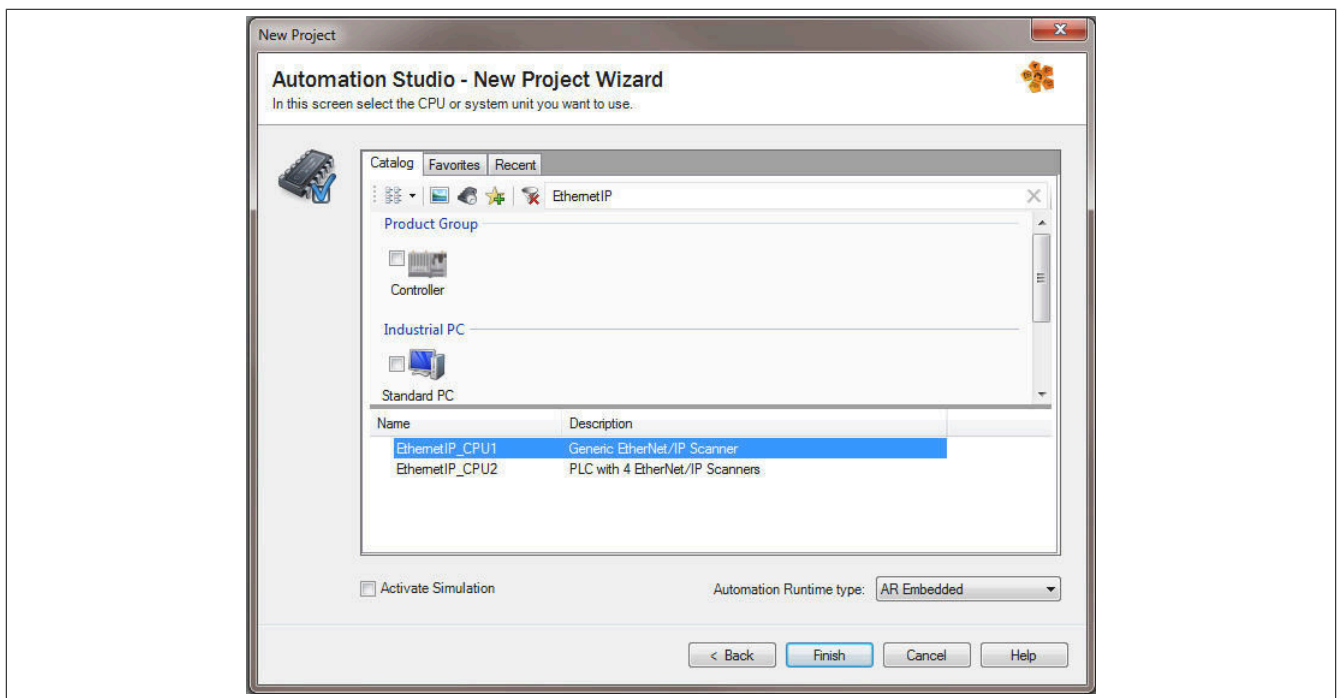 New Project
Automation Studio - New Project Wizard
In this screen select the CPU or system unit you want to use.
Catalog Favorites Recent
EthernetIP
Product Group
Controller
Industrial PC
Standard PC
Name Description
EthernetIP_CPU1 Generic EtherNet/IP Scanner
EthernetIP_CPU2 PLC with 4 EtherNet/IP Scanners
Activate Simulation Automation Runtime type: AR Embedded
< Back Finish Cancel Help